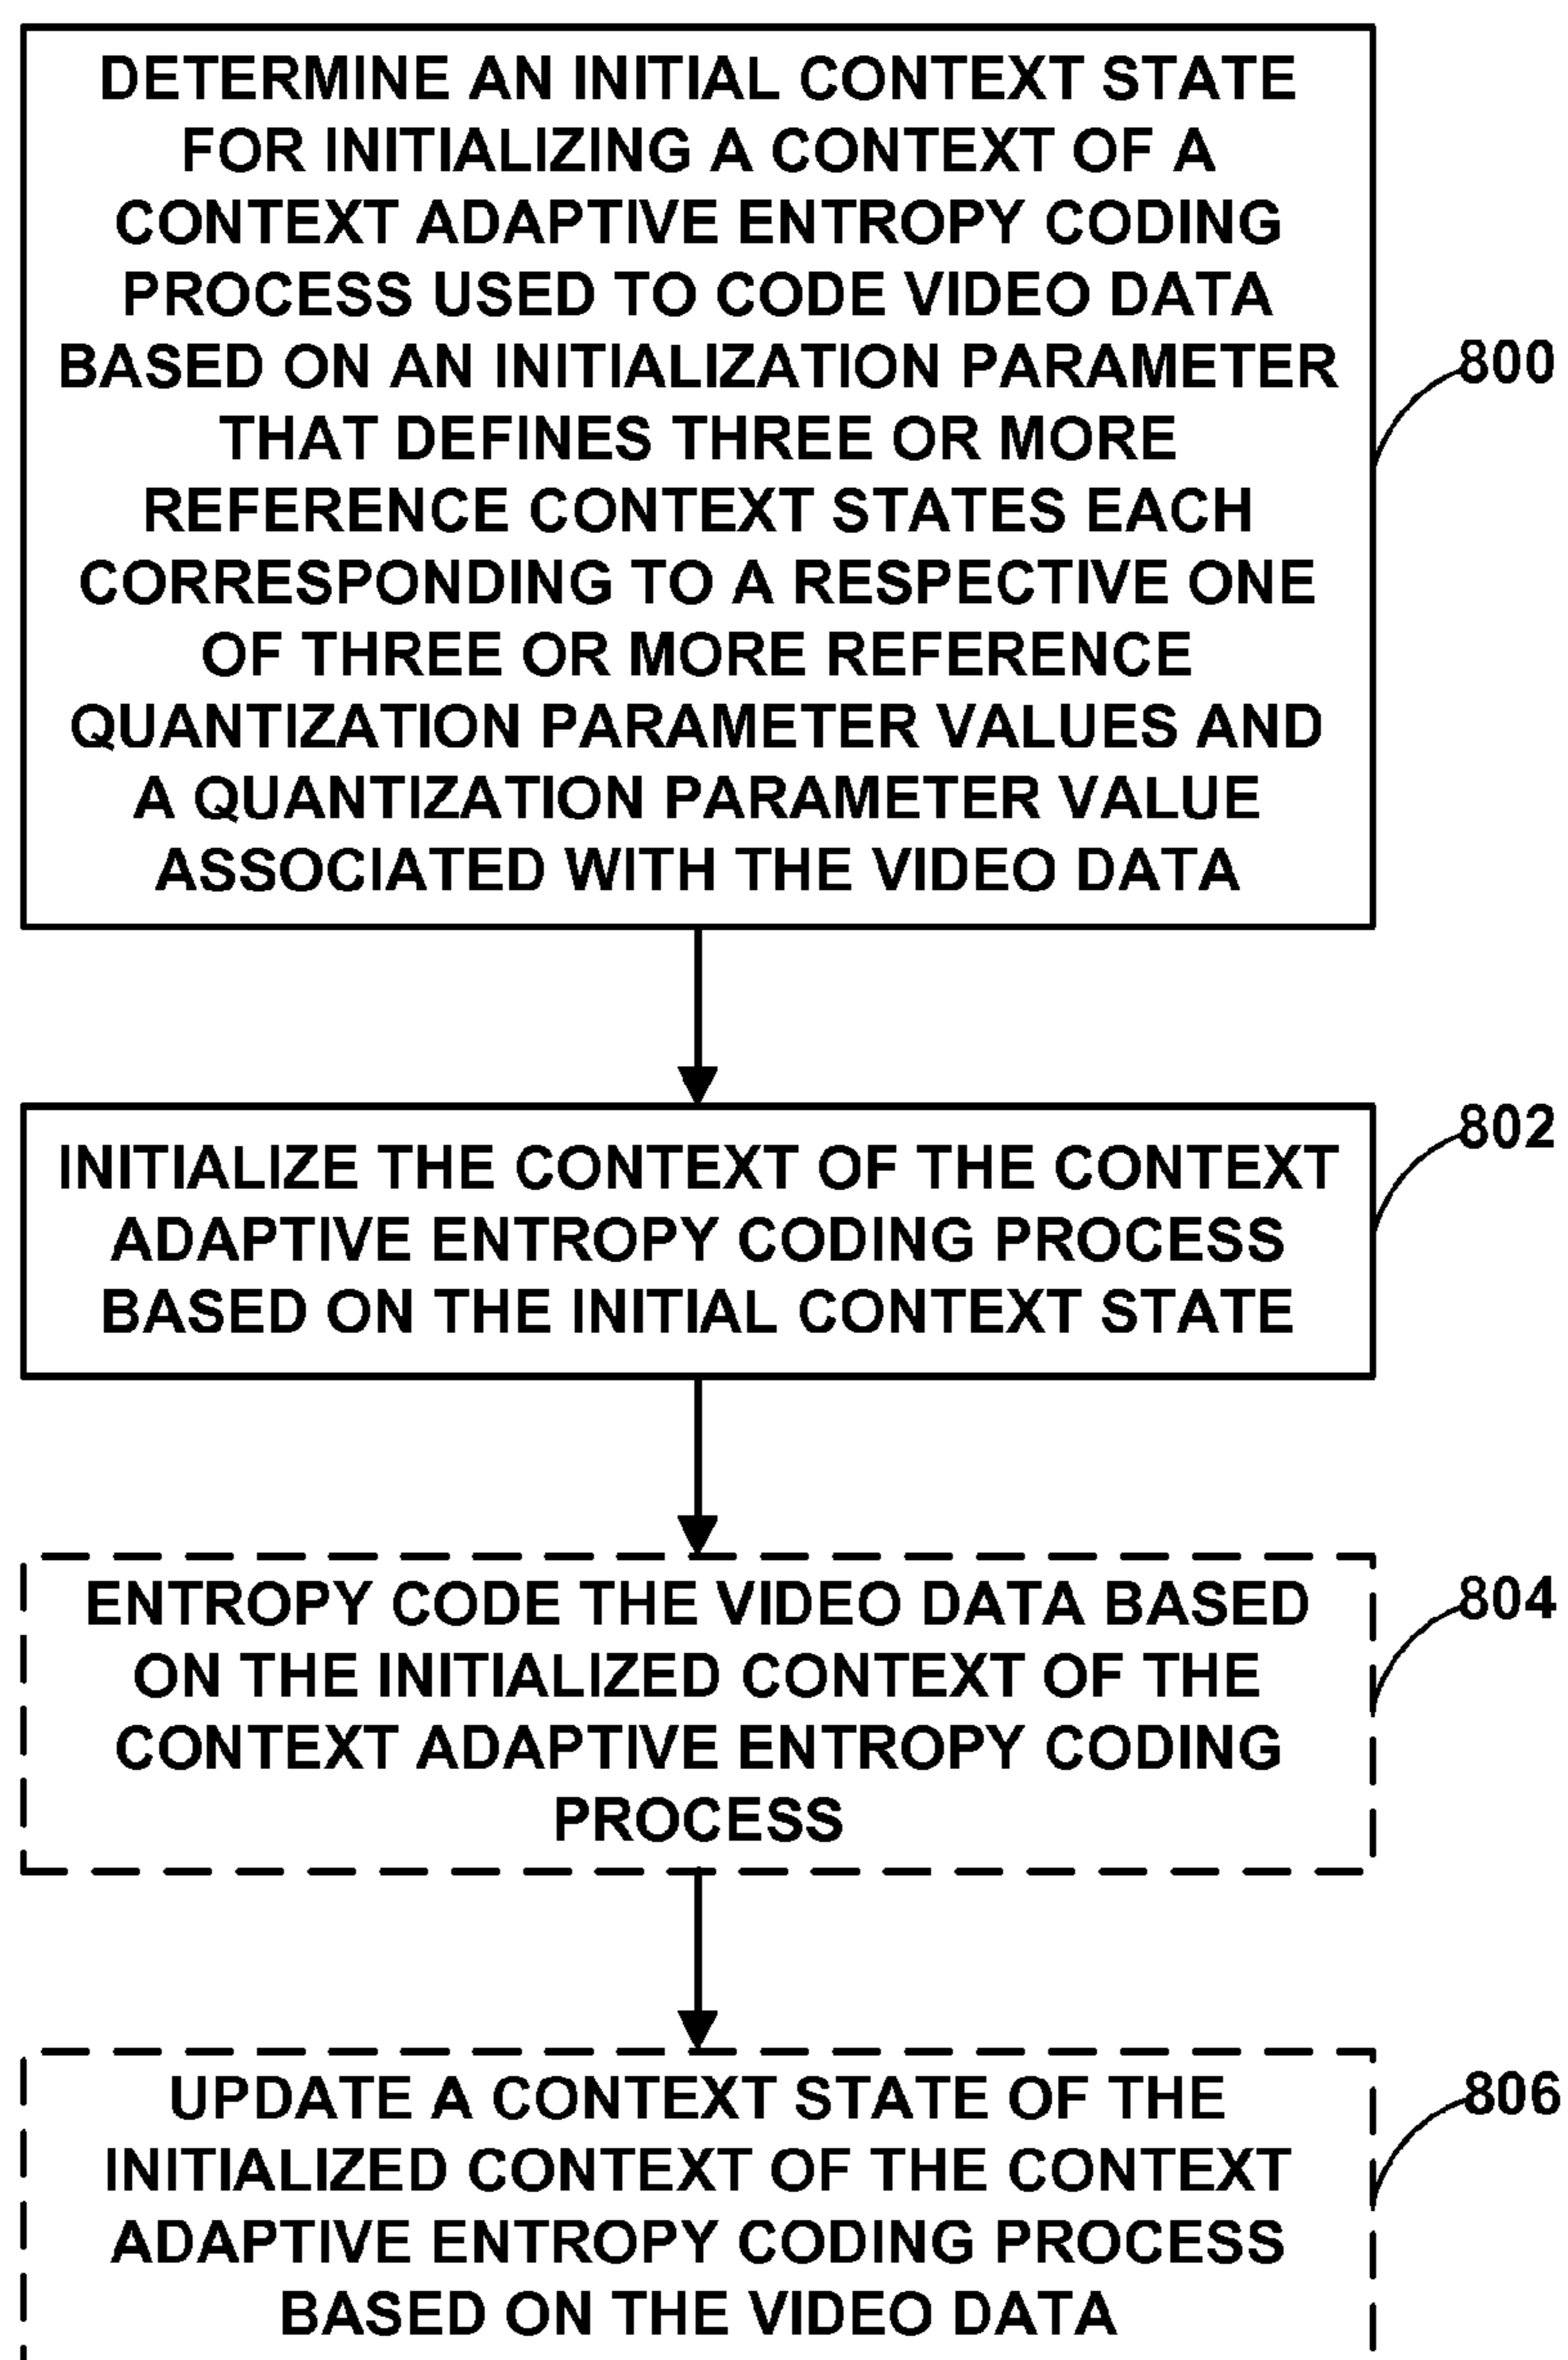 DETERMINE AN INITIAL CONTEXT STATE
FOR INITIALIZING A CONTEXT OF A
CONTEXT ADAPTIVE ENTROPY CODING
PROCESS USED TO CODE VIDEO DATA
BASED ON AN INITIALIZATION PARAMETER
THAT DEFINES THREE OR MORE
REFERENCE CONTEXT STATES EACH
CORRESPONDING TO A RESPECTIVE ONE
OF THREE OR MORE REFERENCE
QUANTIZATION PARAMETER VALUES AND
A QUANTIZATION PARAMETER VALUE
ASSOCIATED WITH THE VIDEO DATA
800
INITIALIZE THE CONTEXT OF THE CONTEXT
ADAPTIVE ENTROPY CODING PROCESS
BASED ON THE INITIAL CONTEXT STATE
802
ENTROPY CODE THE VIDEO DATA BASED
ON THE INITIALIZED CONTEXT OF THE
CONTEXT ADAPTIVE ENTROPY CODING
PROCESS
804
UPDATE A CONTEXT STATE OF THE
INITIALIZED CONTEXT OF THE CONTEXT
ADAPTIVE ENTROPY CODING PROCESS
BASED ON THE VIDEO DATA
806